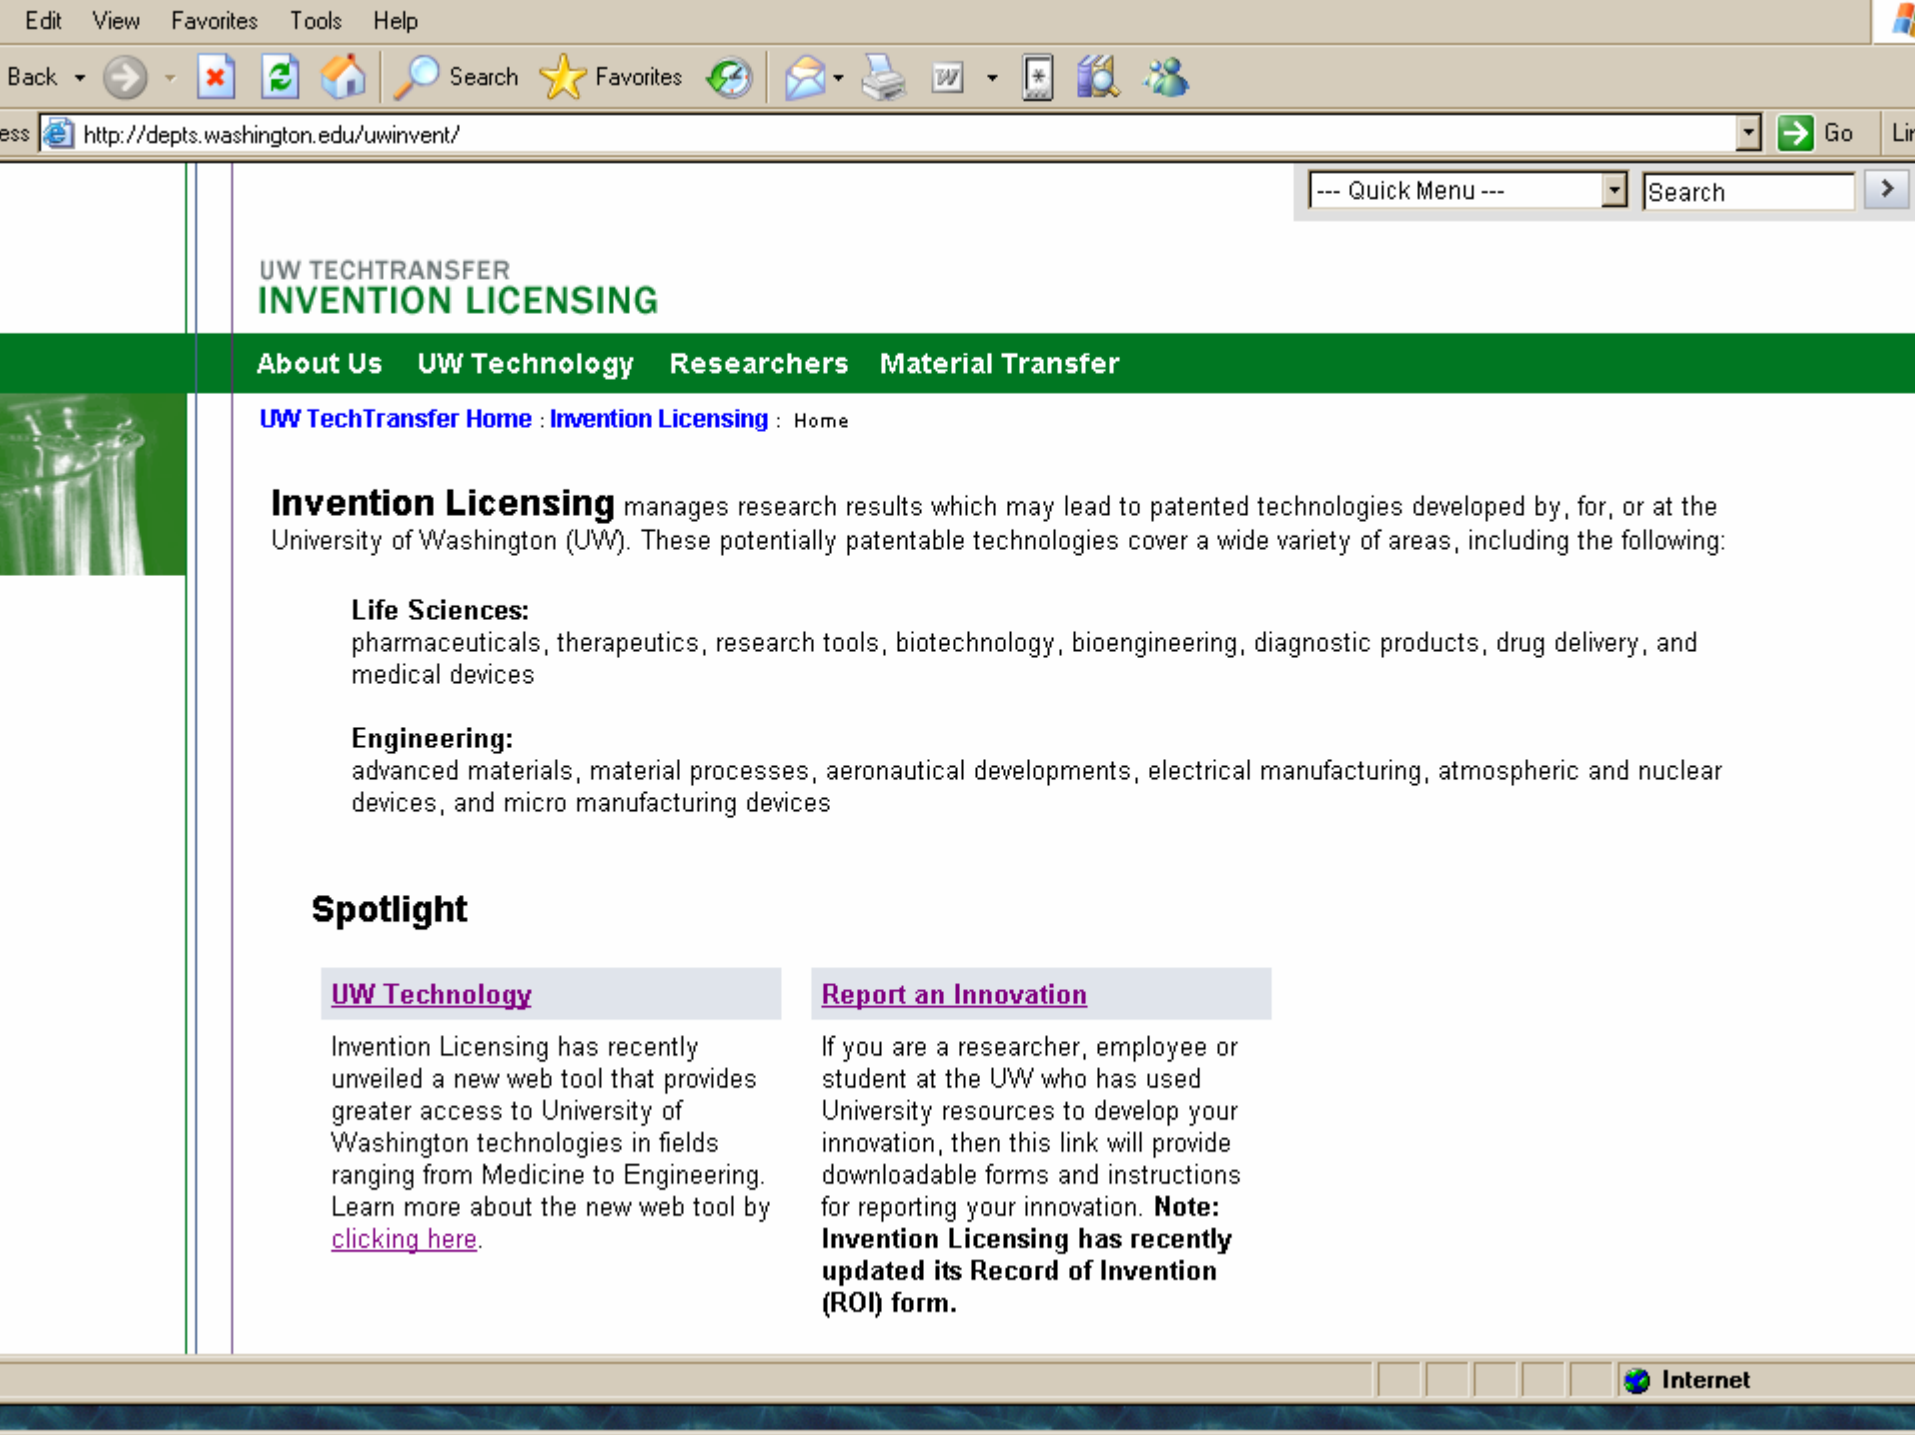 Edit View Favorites Tools Help
Back Search Favorites
ess http://depts.washington.edu/uwinvent/ Go Lin
--- Quick Menu --- Search
UW TECHTRANSFER
INVENTION LICENSING
About Us UW Technology Researchers Material Transfer
UW TechTransfer Home : Invention Licensing : Home
Invention Licensing manages research results which may lead to patented technologies developed by, for, or at the
University of Washington (UW). These potentially patentable technologies cover a wide variety of areas, including the following:
Life Sciences:
pharmaceuticals, therapeutics, research tools, biotechnology, bioengineering, diagnostic products, drug delivery, and
medical devices
Engineering:
advanced materials, material processes, aeronautical developments, electrical manufacturing, atmospheric and nuclear
devices, and micro manufacturing devices
Spotlight
UW Technology
Invention Licensing has recently
unveiled a new web tool that provides
greater access to University of
Washington technologies in fields
ranging from Medicine to Engineering.
Learn more about the new web tool by
clicking here.
Report an Innovation
If you are a researcher, employee or
student at the UW who has used
University resources to develop your
innovation, then this link will provide
downloadable forms and instructions
for reporting your innovation. Note:
Invention Licensing has recently
updated its Record of Invention
(ROI) form.
Internet